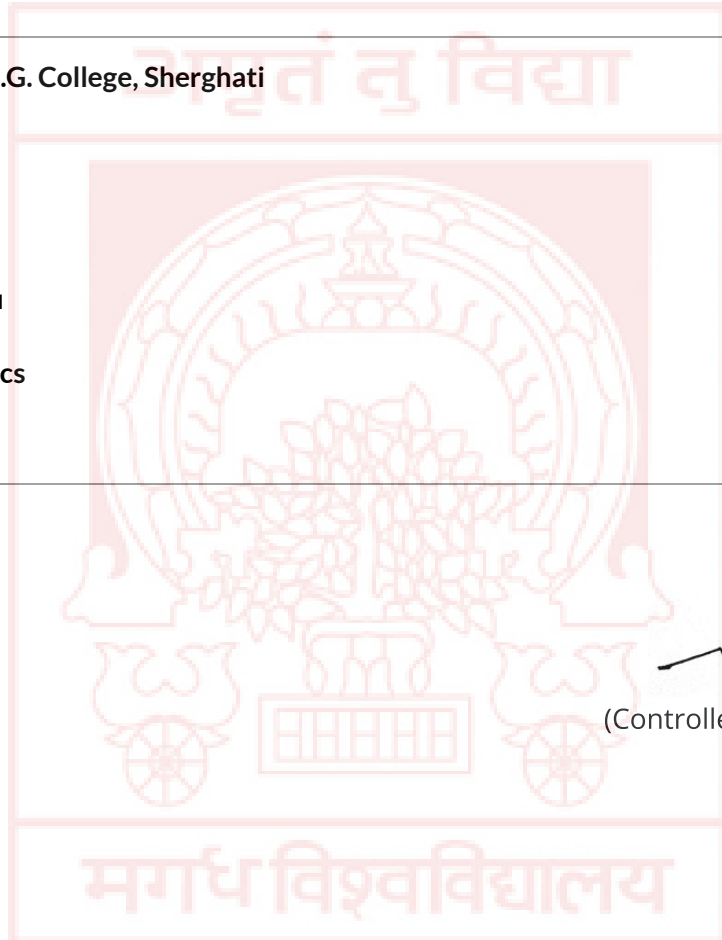 अमृतं तु विद्या
.G. College, Sherghati
cs
(Controlle
मगध विश्वविद्यालय